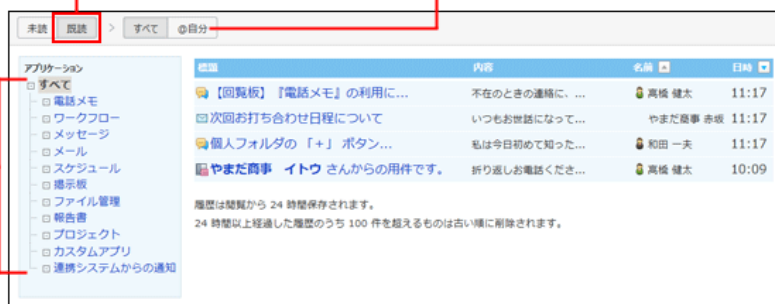 未読 既読 > すべて @自分
アプリケーション
すべて
電話メモ
ワークフロー
メッセージ
メール
スケジュール
掲示板
ファイル管理
報告書
プロジェクト
カスタムアプリ
連携システムからの通知
標題 内容 名前 日時
【回覧板】『電話メモ』の利用に... 不在のときの連絡に、... 高橋 健太 11:17
次回お打ち合わせ日程について いつもお世話になって... やまだ商事 赤坂 11:17
個人フォルダの 「+」 ボタン... 私は今日初めて知った... 和田 一夫 11:17
やまだ商事 イトウ さんからの用件です。 折り返しお電話くださ... 高橋 健太 10:09
履歴は閲覧から 24 時間保存されます。
24 時間以上経過した履歴のうち 100 件を超えるものは古い順に削除されます。